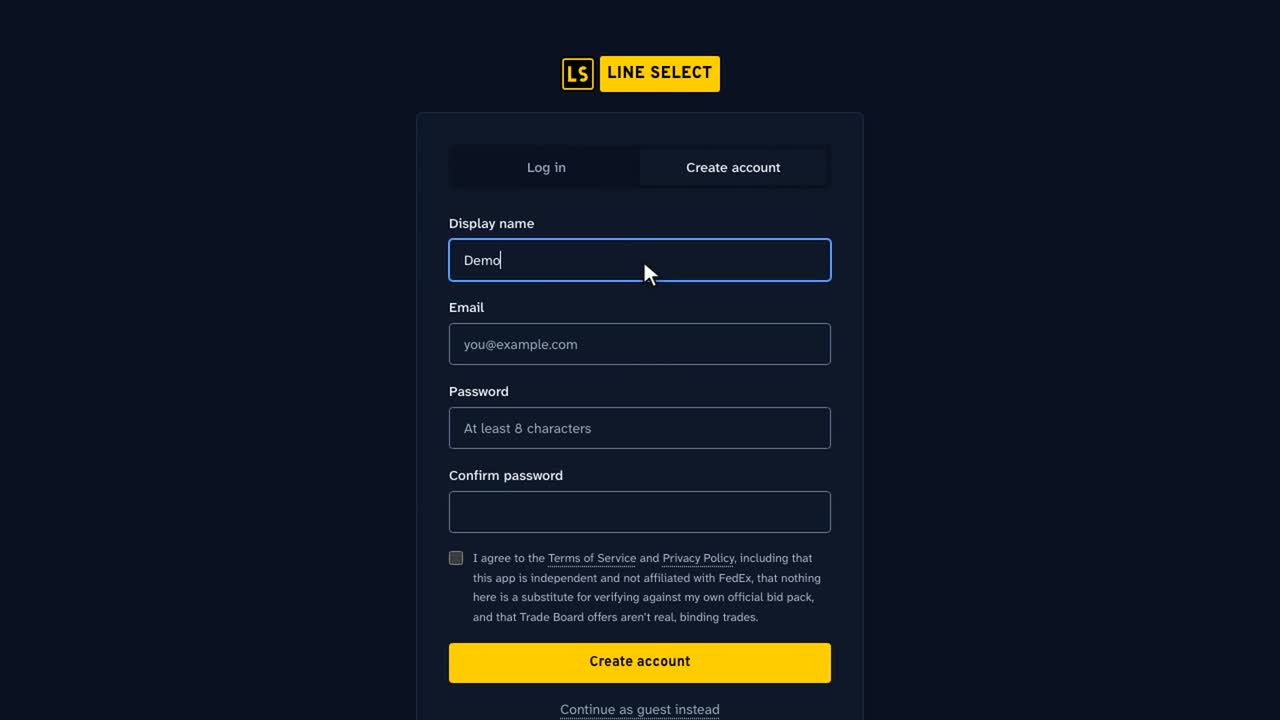 LS LINE SELECT
Log in Create account
Display name
Demo
Email
you@example.com
Password
At least 8 characters
Confirm password
I agree to the Terms of Service and Privacy Policy, including that
this app is independent and not affiliated with FedEx, that nothing
here is a substitute for verifying against my own official bid pack,
and that Trade Board offers aren't real, binding trades.
Create account
Continue as guest instead